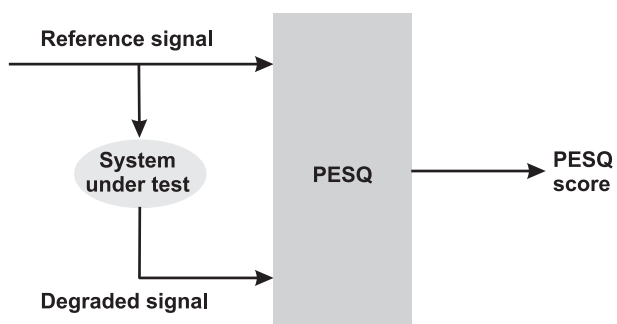 Reference signal
System
under test
PESQ
PESQ
score
Degraded signal